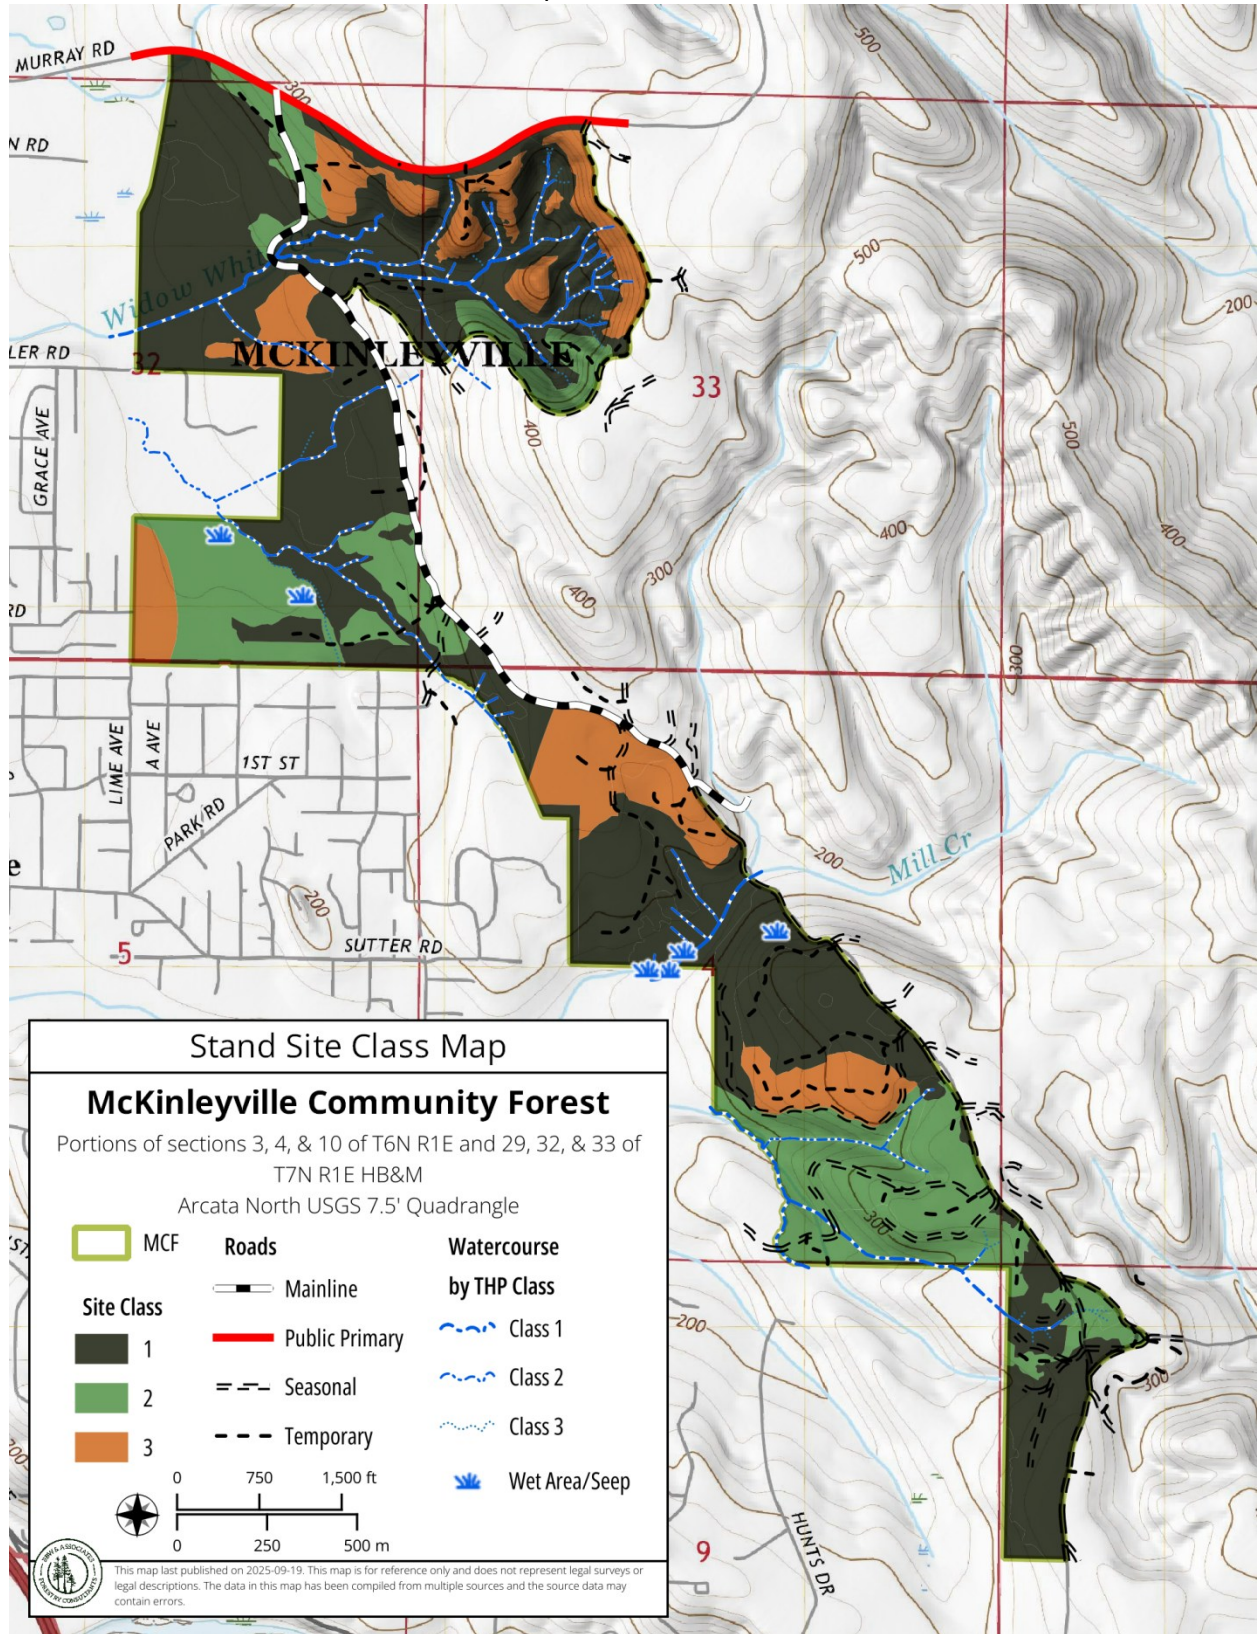 MURRAY RD
300
500
N RD
500
200
Widow Whi
LER RD
32
MCKINLEYVILLE
33
GRACE AVE
400
500
400
400
300
400
RD
300
LIME AVE
A AVE
1ST ST
PARK RD
200
Mill Cr
e
200
SUTTER RD
5
4
300
200
300
HUNTS DR
9
Stand Site Class Map
McKinleyville Community Forest
Portions of sections 3, 4, & 10 of T6N R1E and 29, 32, & 33 of
T7N R1E HB&M
Arcata North USGS 7.5' Quadrangle
MCF
Site Class
1
2
3
Roads
Mainline
Public Primary
Seasonal
Temporary
Watercourse
by THP Class
Class 1
Class 2
Class 3
Wet Area/Seep
0 750 1,500 ft
0 250 500 m
This map last published on 2025-09-19. This map is for reference only and does not represent legal surveys or
legal descriptions. The data in this map has been compiled from multiple sources and the source data may
contain errors.
& ASSOCIATES
FORESTRY CONSULTANTS